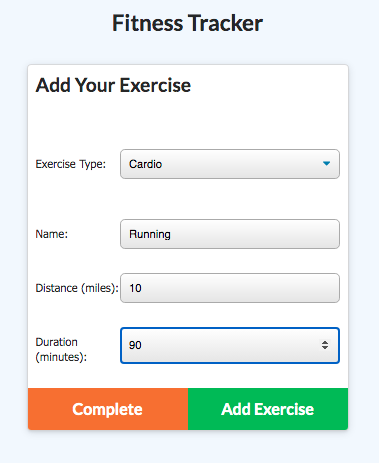 Fitness Tracker
Add Your Exercise
Exercise Type: Cardio
Name: Running
Distance (miles): 10
Duration
(minutes): 90
Complete Add Exercise